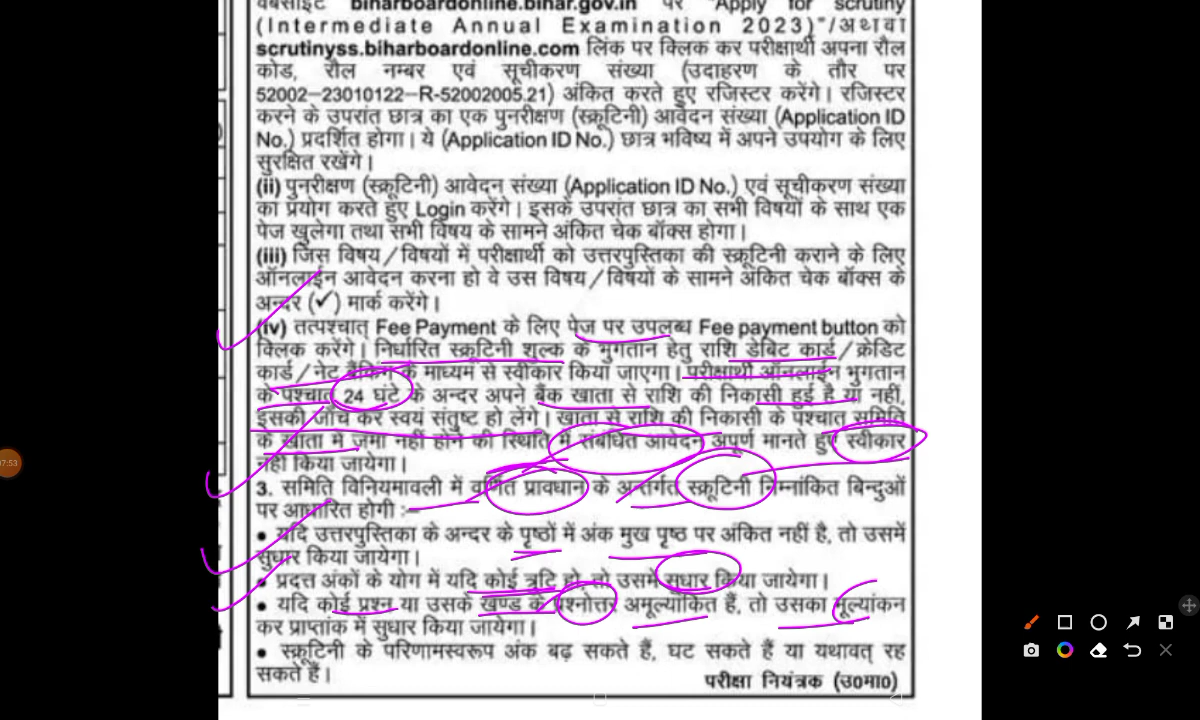 वेबसाइट biharboardonline.bihar.gov.in पर "Apply for scrutiny
(Intermediate Annual Examination 2023)"/अथवा
scrutinyss.biharboardonline.com लिंक पर क्लिक कर परीक्षार्थी अपना रौल
कोड, रौल नम्बर एवं सूचीकरण संख्या (उदाहरण के तौर पर
52002–23010122–R-52002005.21) अंकित करते हुए रजिस्टर करेंगे। रजिस्टर
करने के उपरांत छात्र का एक पुनरीक्षण (स्क्रूटिनी) आवेदन संख्या (Application ID
No.) प्रदर्शित होगा। ये (Application ID No.) छात्र भविष्य में अपने उपयोग के लिए
सुरक्षित रखेंगे।
(ii) पुनरीक्षण (स्क्रूटिनी) आवेदन संख्या (Application ID No.) एवं सूचीकरण संख्या
का प्रयोग करते हुए Login करेंगे। इसके उपरांत छात्र का सभी विषयों के साथ एक
पेज खुलेगा तथा सभी विषय के सामने अंकित चेक बॉक्स होगा।
(iii) जिस विषय/विषयों में परीक्षार्थी को उत्तरपुस्तिका की स्क्रूटिनी कराने के लिए
ऑनलाईन आवेदन करना हो वे उस विषय/विषयों के सामने अंकित चेक बॉक्स के
अन्दर (✓) मार्क करेंगे।
(iv) तत्पश्चात् Fee Payment के लिए पेज पर उपलब्ध Fee payment button को
क्लिक करेंगे। निर्धारित स्क्रूटिनी शुल्क के भुगतान हेतु राशि डेबिट कार्ड/क्रेडिट
कार्ड/नेट बैंकिंग के माध्यम से स्वीकार किया जाएगा। परीक्षार्थी ऑनलाईन भुगतान
के पश्चात 24 घंटे के अन्दर अपने बैंक खाता से राशि की निकासी हुई है या नहीं,
इसकी जाँच कर स्वयं संतुष्ट हो लेंगे। खाता से राशि की निकासी के पश्चात् समिति
के खाता में जमा नहीं होने की स्थिति में संबंधित आवेदन अपूर्ण मानते हुए स्वीकार
नहीं किया जायेगा।
3. समिति विनियमावली में वर्णित प्रावधान के अन्तर्गत स्क्रूटिनी निम्नांकित बिन्दुओं
पर आधारित होगी :–
• यदि उत्तरपुस्तिका के अन्दर के पृष्ठों में अंक मुख पृष्ठ पर अंकित नहीं है, तो उसमें
सुधार किया जायेगा।
• प्रदत्त अंकों के योग में यदि कोई त्रुटि हो, तो उसमें सुधार किया जायेगा।
• यदि कोई प्रश्न या उसके खण्ड के प्रश्नोत्तर अमूल्यांकित हैं, तो उसका मूल्यांकन
कर प्राप्तांक में सुधार किया जायेगा।
• स्क्रूटिनी के परिणामस्वरूप अंक बढ़ सकते हैं, घट सकते हैं या यथावत् रह
सकते हैं।
परीक्षा नियंत्रक (उ०मा०)